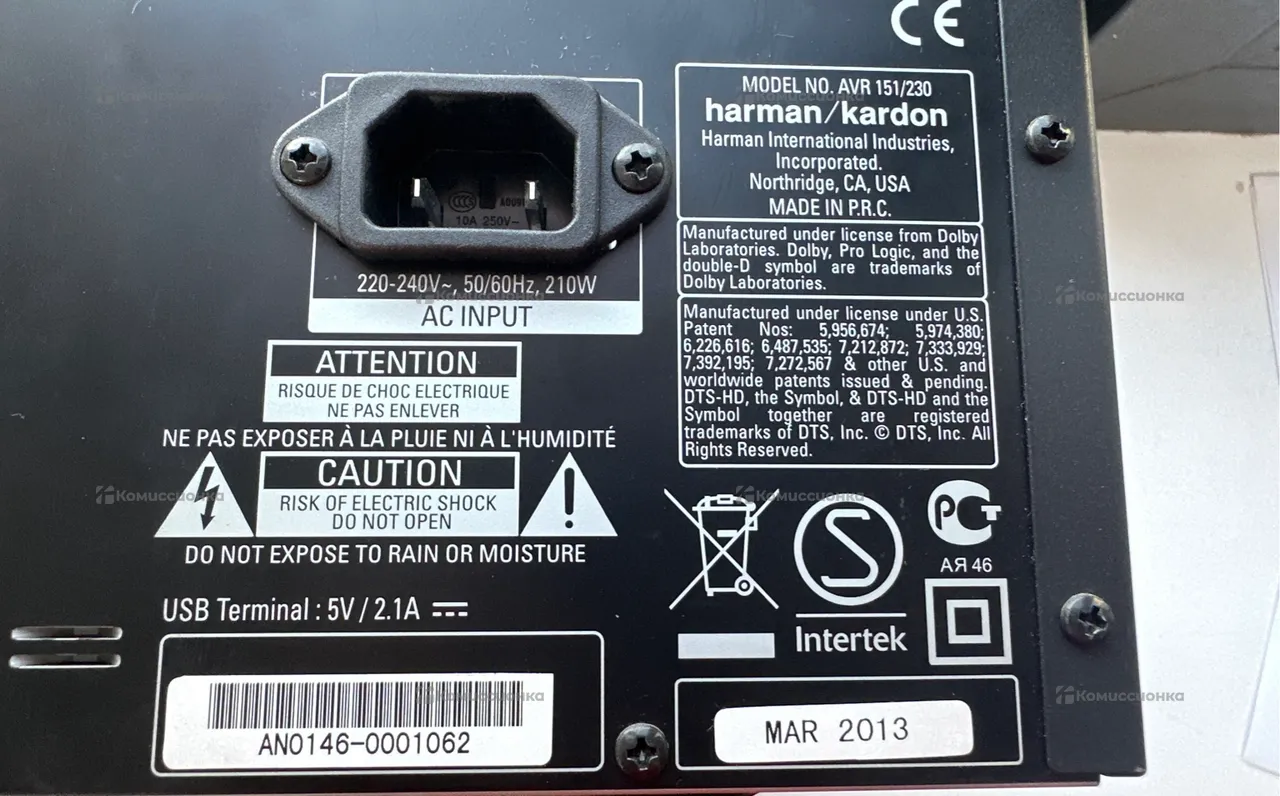 CE
MODEL NO. AVR 151/230
harman/kardon
Harman International Industries,
Incorporated.
Northridge, CA, USA
MADE IN P.R.C.
Manufactured under license from Dolby
Laboratories. Dolby, Pro Logic, and the
double-D symbol are trademarks of
Dolby Laboratories.
Manufactured under license under U.S.
Patent Nos: 5,956,674; 5,974,380;
6,226,616; 6,487,535; 7,212,872; 7,333,929;
7,392,195; 7,272,567 & other U.S. and
worldwide patents issued & pending.
DTS-HD, the Symbol, & DTS-HD and the
Symbol together are registered
trademarks of DTS, Inc. © DTS, Inc. All
Rights Reserved.
10A 250V~
220-240V~, 50/60Hz, 210W
AC INPUT
ATTENTION
RISQUE DE CHOC ELECTRIQUE
NE PAS ENLEVER
NE PAS EXPOSER À LA PLUIE NI À L'HUMIDITÉ
CAUTION
RISK OF ELECTRIC SHOCK
DO NOT OPEN
DO NOT EXPOSE TO RAIN OR MOISTURE
USB Terminal : 5V / 2.1A
AN0146-0001062
S
Intertek
РСТ
АЯ 46
MAR 2013
Комиссионка
Комиссионка
Комиссионка
Комиссионка
Комиссионка
Комиссионка
Комиссионка
Комиссионка